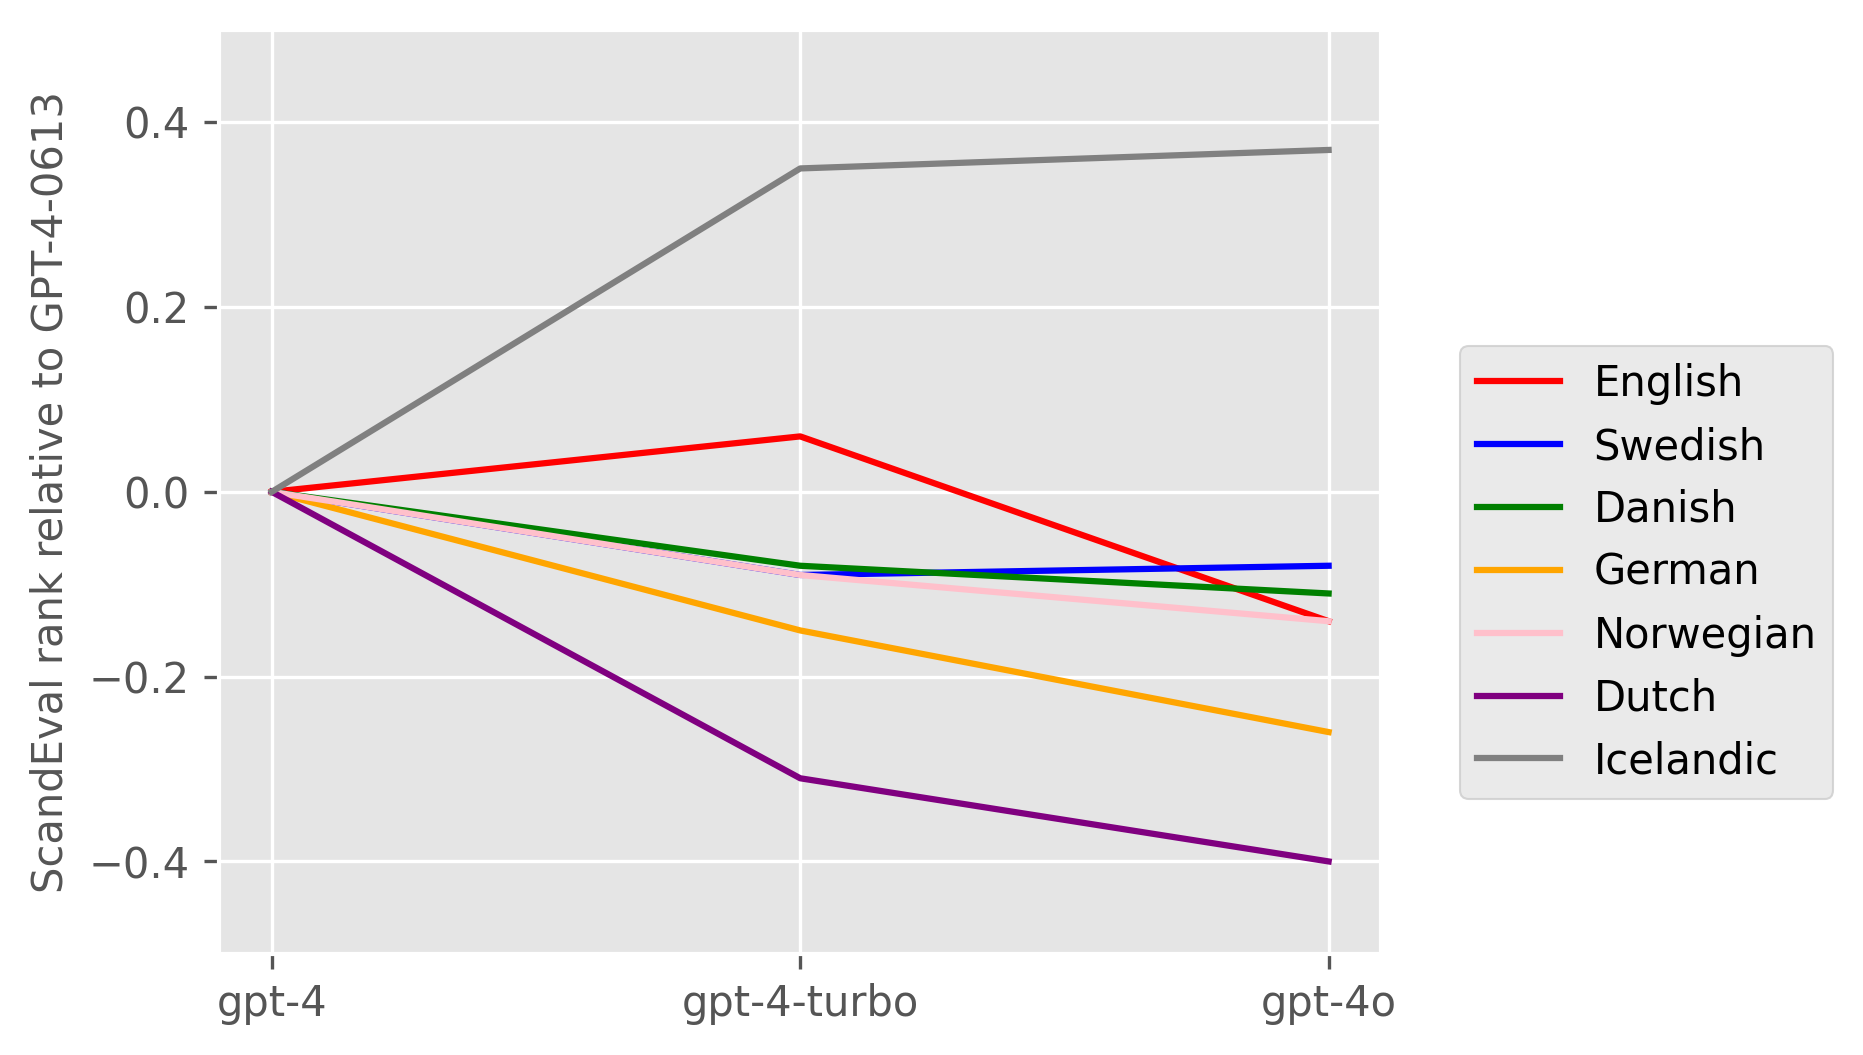 ScandEval rank relative to GPT-4-0613
0.4
0.2
0.0
−0.2
−0.4
gpt-4
gpt-4-turbo
gpt-4o
English
Swedish
Danish
German
Norwegian
Dutch
Icelandic